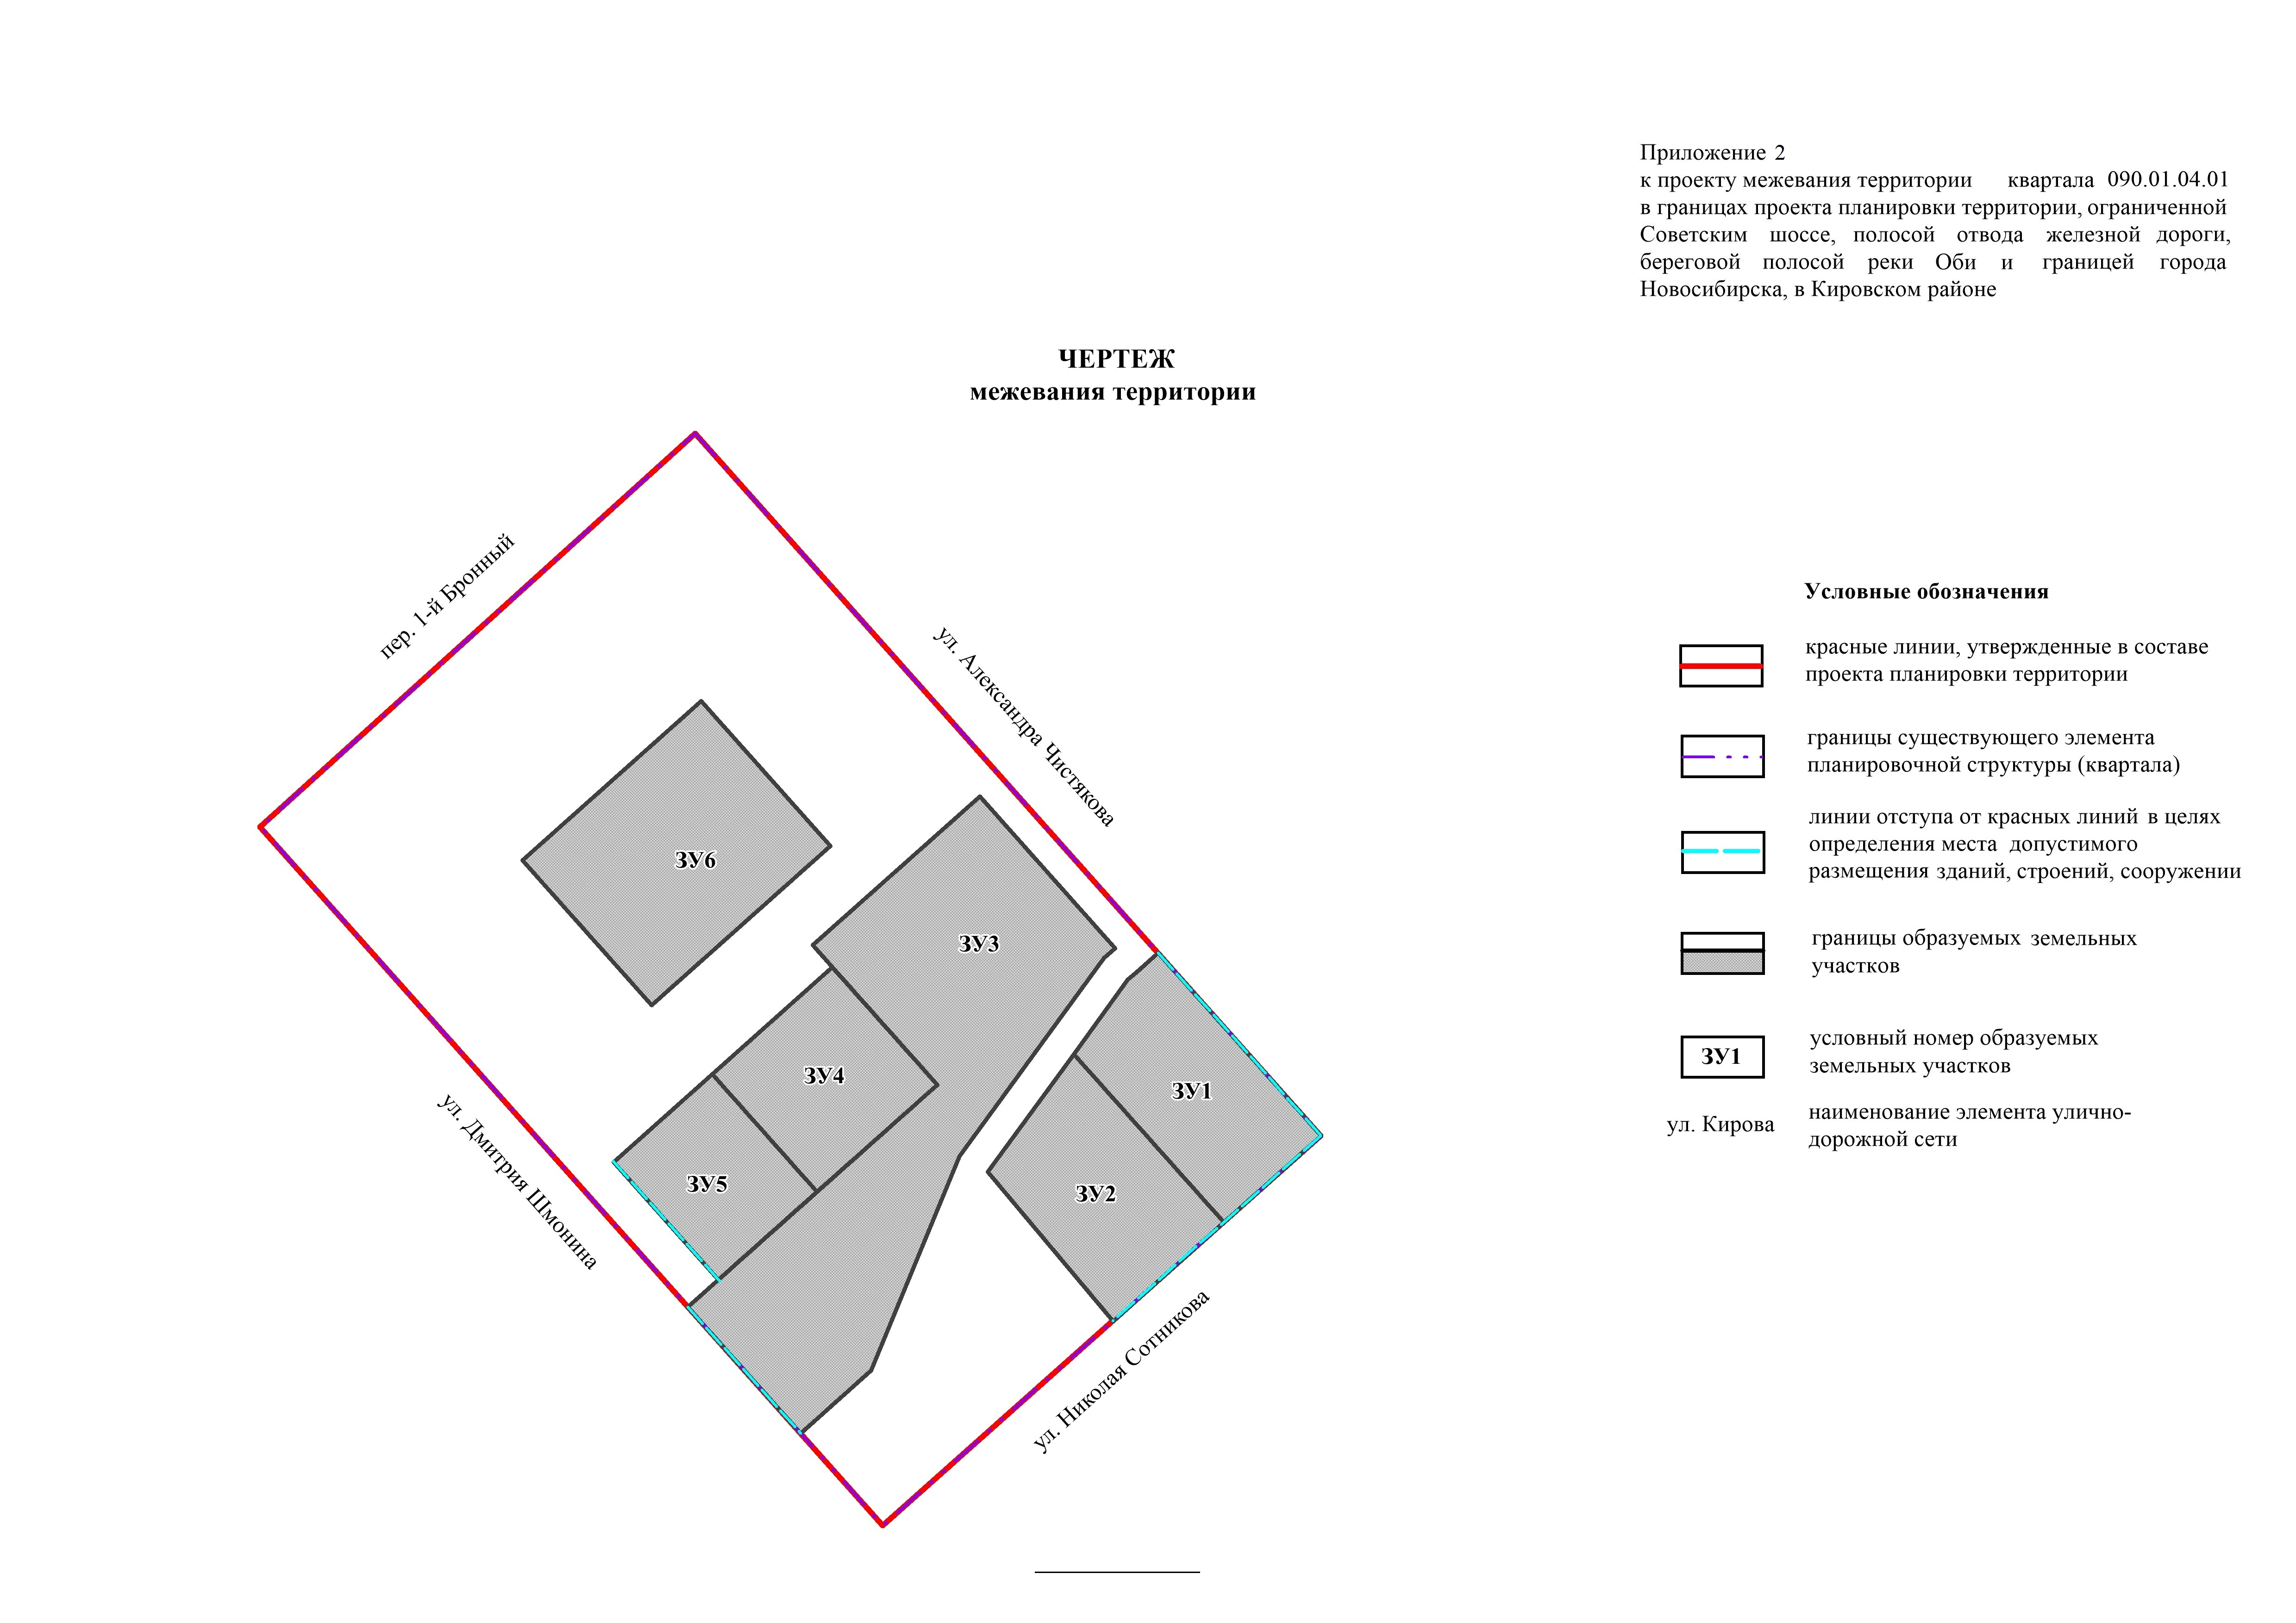 Приложение 2
к проекту межевания территории квартала 090.01.04.01
в границах проекта планировки территории, ограниченной
Советским шоссе, полосой отвода железной дороги,
береговой полосой реки Оби и границей города
Новосибирска, в Кировском районе
ЧЕРТЕЖ
межевания территории
пер. 1-й Бронный
ул. Александра Чистякова
ул. Дмитрия Шмонина
ул. Николая Сотникова
ЗУ6
ЗУ3
ЗУ4
ЗУ1
ЗУ5
ЗУ2
Условные обозначения
красные линии, утвержденные в составе
проекта планировки территории
границы существующего элемента
планировочной структуры (квартала)
линии отступа от красных линий в целях
определения места допустимого
размещения зданий, строений, сооружении
границы образуемых земельных
участков
ЗУ1
условный номер образуемых
земельных участков
ул. Кирова
наименование элемента улично-
дорожной сети